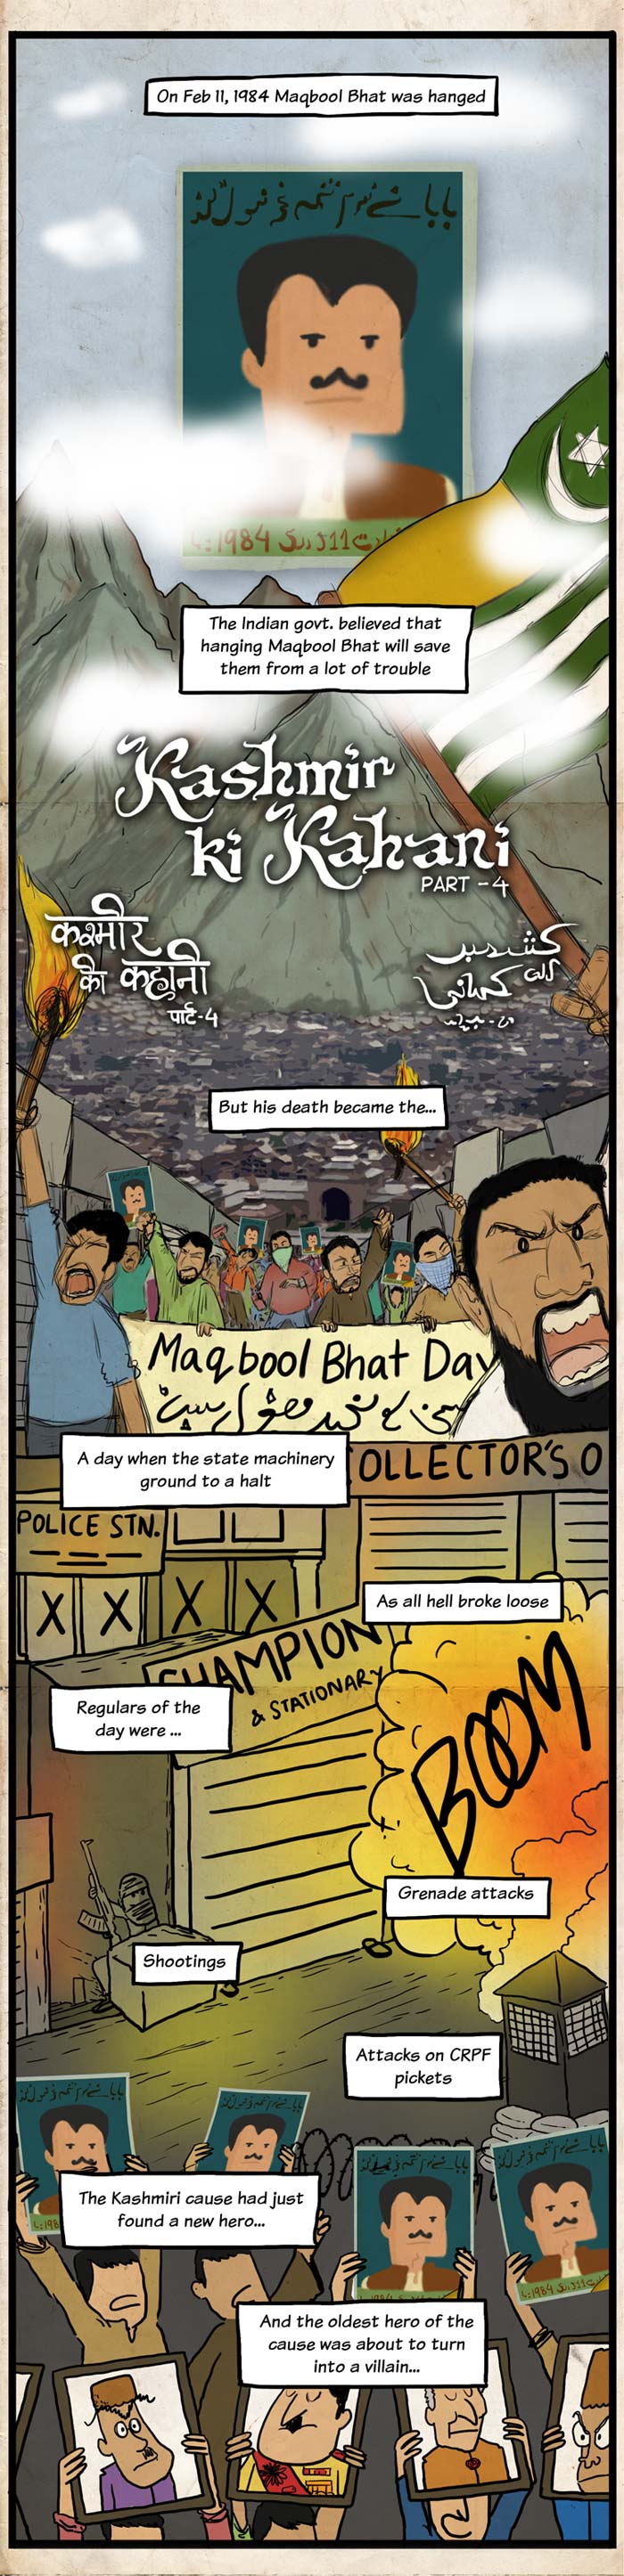 On Feb 11, 1984 Maqbool Bhat was hanged
بابائے
1984
11
The Indian govt. believed that
hanging Maqbool Bhat will save
them from a lot of trouble
Kashmir
ki Kahani
PART -4
कश्मीर
की कहानी
पार्ट-4
But his death became the...
Maqbool Bhat Day
A day when the state machinery
ground to a halt
OLLECTOR'S O
POLICE STN.
X X X X
As all hell broke loose
CHAMPION
& STATIONARY
Regulars of the
day were ...
BOOM
Grenade attacks
Shootings
Attacks on CRPF
pickets
The Kashmiri cause had just
found a new hero...
And the oldest hero of the
cause was about to turn
into a villain...